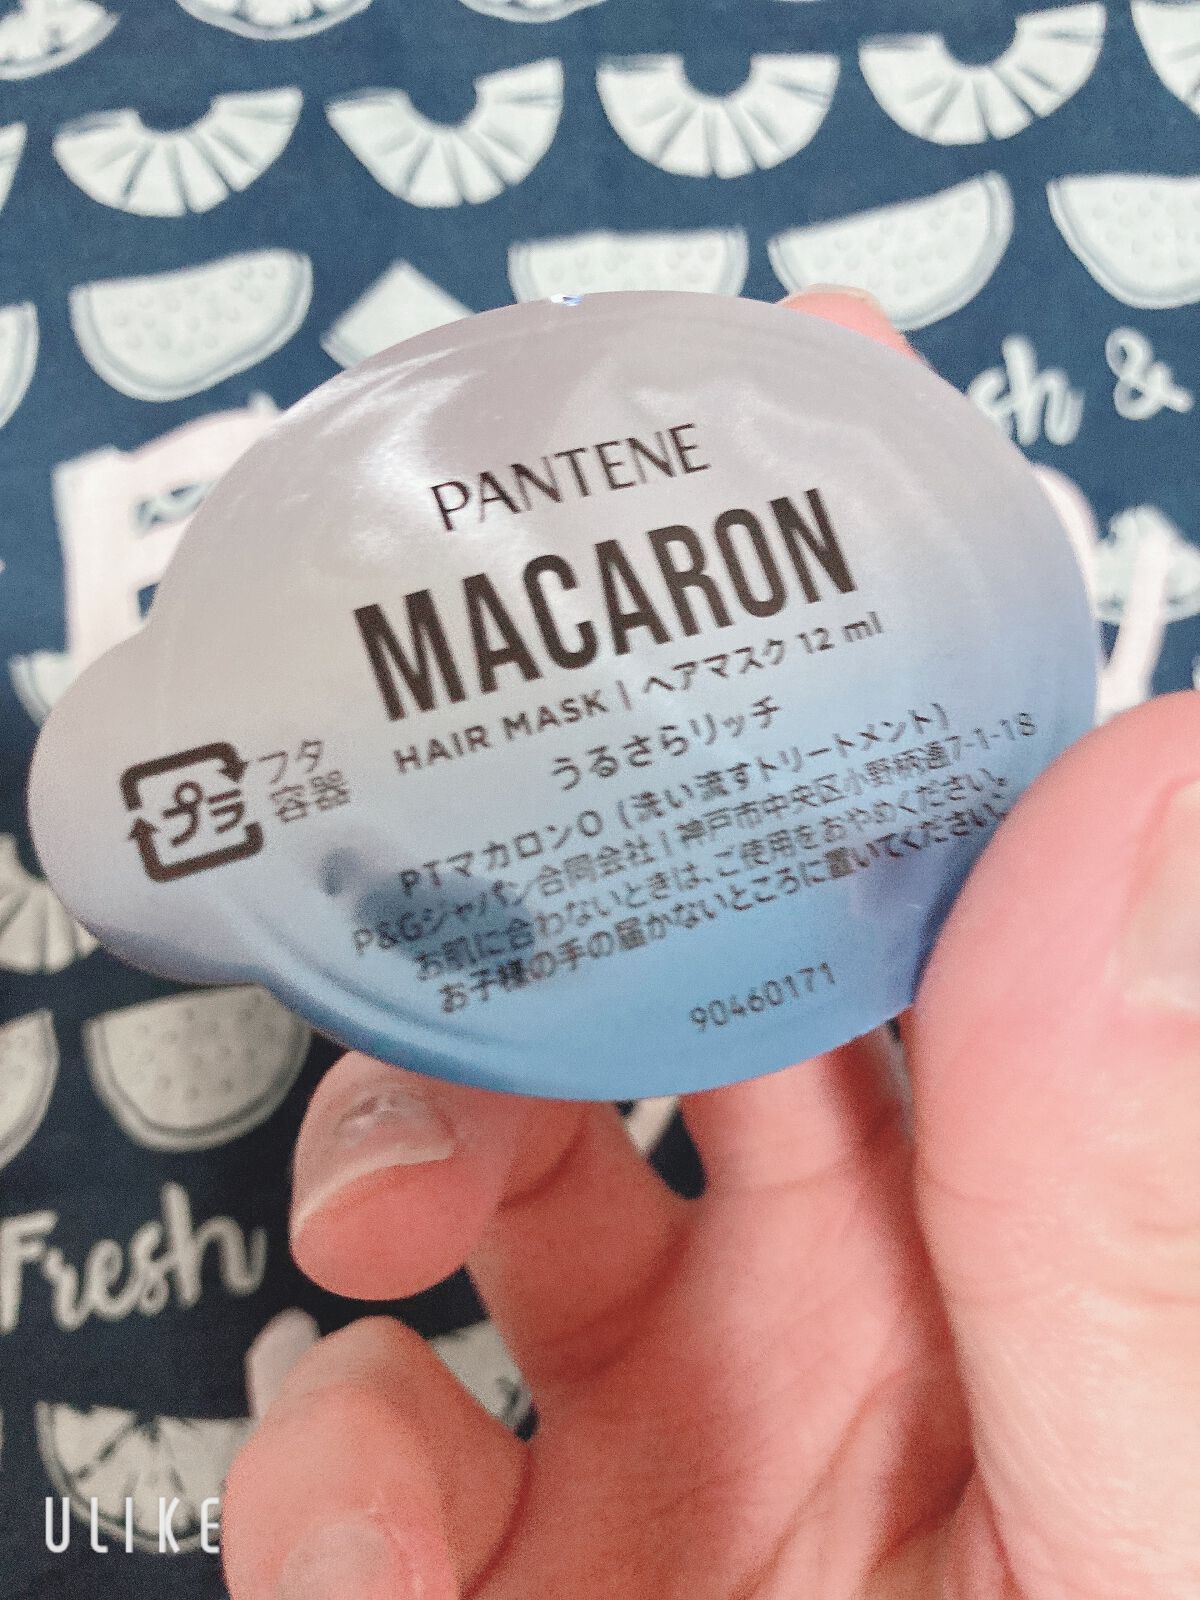 sh &
PANTENE
MACARON
HAIR MASK | ヘアマスク 12 ml
うるさらリッチ
プラ
フタ
容器
PTマカロンO (洗い流すトリートメント)
P&Gジャパン合同会社 | 神戸市中央区小野柄通7-1-18
お肌に合わないときは、ご使用をおやめください。
お子様の手の届かないところに置いてください。
90460171
Fresh
ULIKE